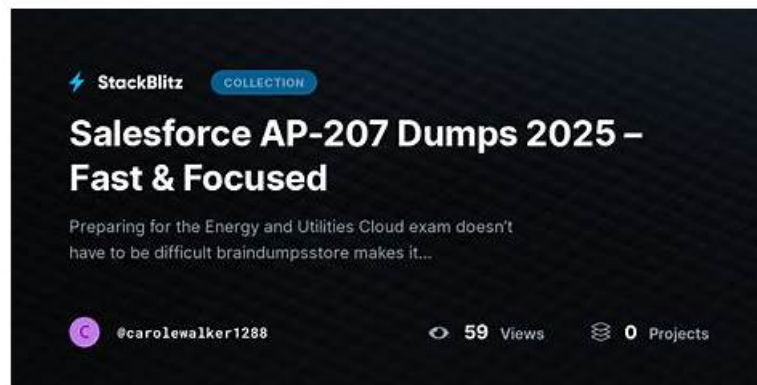 StackBlitz COLLECTION
Salesforce AP-207 Dumps 2025 –
Fast & Focused
Preparing for the Energy and Utilities Cloud exam doesn't
have to be difficult braindumpsstore makes it...
C @carolewalker1288 59 Views 0 Projects